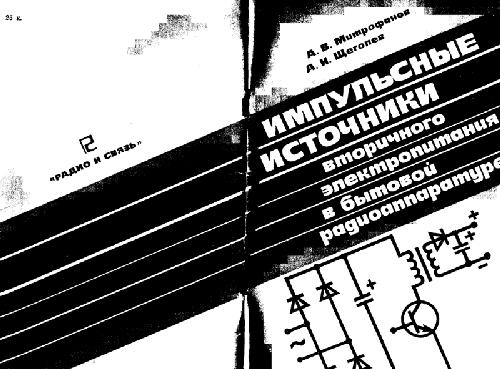 25 к.
«РАДИО И СВЯЗЬ»
А. В. Митрофанов
А. И. Щеголев
ИМПУЛЬСНЫЕ
ИСТОЧНИКИ
вторичного
электропитания
в бытовой
радиоаппаратуре